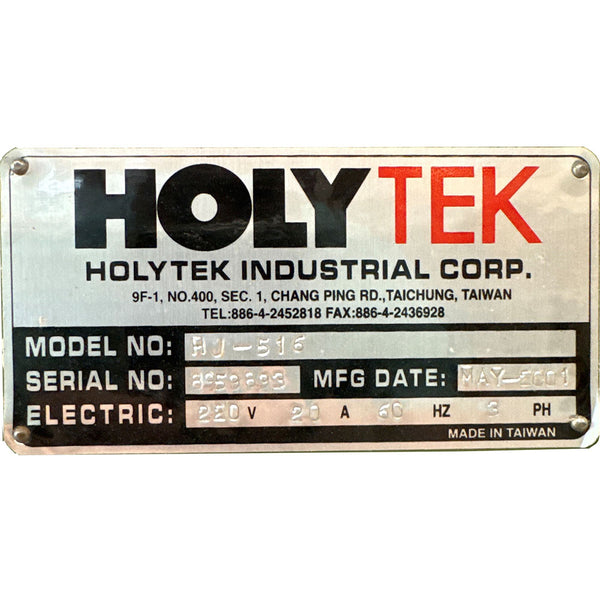 HOLYTEK
HOLYTEK INDUSTRIAL CORP.
9F-1, NO.400, SEC. 1, CHANG PING RD.,TAICHUNG, TAIWAN
TEL:886-4-2452818 FAX:886-4-2436928
MODEL NO: HJ-516
SERIAL NO: MFG DATE:
ELECTRIC: 220 V 20 A 60 HZ 3 PH
MADE IN TAIWAN